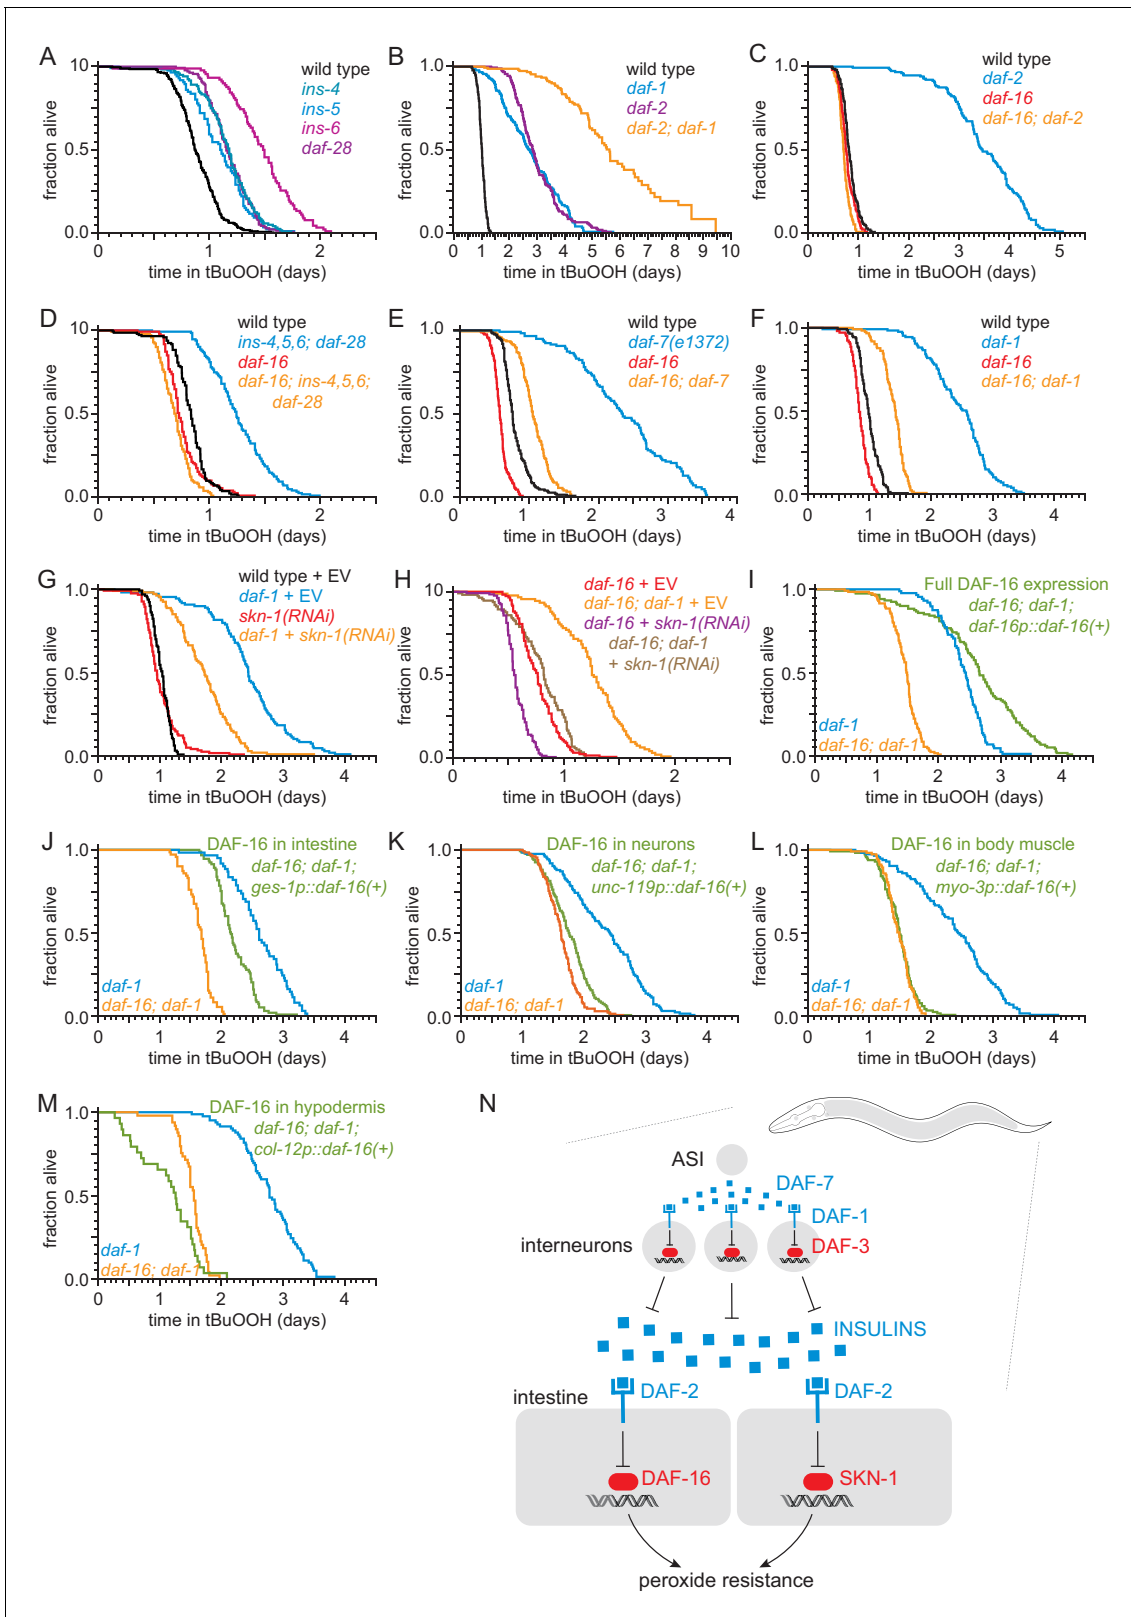 A
fraction alive
10
0.5
0.0
0
1
2
time in tBuOOH (days)
wild type
ins-4
ins-5
ins-6
daf-28
B
fraction alive
1.0
0.5
0.0
0 1 2 3 4 5 6 7 8 9 10
time in tBuOOH (days)
wild type
daf-1
daf-2
daf-2; daf-1
C
fraction alive
1.0
0.5
0.0
0 1 2 3 4 5
time in tBuOOH (days)
wild type
daf-2
daf-16
daf-16; daf-2
D
fraction alive
10
0.5
0.0
0 1 2
time in tBuOOH (days)
wild type
ins-4,5,6; daf-28
daf-16
daf-16; ins-4,5,6;
daf-28
E
fraction alive
1.0
0.5
0.0
0 1 2 3 4
time in tBuOOH (days)
wild type
daf-7(e1372)
daf-16
daf-16; daf-7
F
fraction alive
1.0
0.5
0.0
0 1 2 3 4
time in tBuOOH (days)
wild type
daf-1
daf-16
daf-16; daf-1
G
fraction alive
1.0
0.5
0.0
0 1 2 3 4
time in tBuOOH (days)
wild type + EV
daf-1 + EV
skn-1(RNAi)
daf-1 + skn-1(RNAi)
H
fraction alive
10
0.5
0.0
0 1 2
time in tBuOOH (days)
daf-16 + EV
daf-16; daf-1 + EV
daf-16 + skn-1(RNAi)
daf-16; daf-1
+ skn-1(RNAi)
I
fraction alive
1.0
0.5
0.0
0 1 2 3 4
time in tBuOOH (days)
Full DAF-16 expression
daf-16; daf-1;
daf-16p::daf-16(+)
daf-1
daf-16; daf-1
J
fraction alive
1.0
0.5
0.0
0 1 2 3 4
time in tBuOOH (days)
DAF-16 in intestine
daf-16; daf-1;
ges-1p::daf-16(+)
daf-1
daf-16; daf-1
K
fraction alive
1.0
0.5
0.0
0 1 2 3 4
time in tBuOOH (days)
DAF-16 in neurons
daf-16; daf-1;
unc-119p::daf-16(+)
daf-1
daf-16; daf-1
L
fraction alive
1.0
0.5
0.0
0 1 2 3 4
time in tBuOOH (days)
DAF-16 in body muscle
daf-16; daf-1;
myo-3p::daf-16(+)
daf-1
daf-16; daf-1
M
fraction alive
1.0
0.5
0.0
0 1 2 3 4
time in tBuOOH (days)
DAF-16 in hypodermis
daf-16; daf-1;
col-12p::daf-16(+)
daf-1
daf-16; daf-1
N
ASI
DAF-7
DAF-1
interneurons
DAF-3
INSULINS
intestine
DAF-2
DAF-2
DAF-16
SKN-1
peroxide resistance